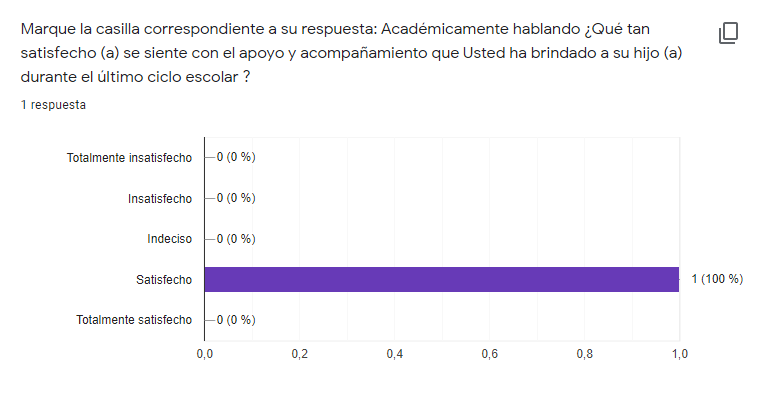 Marque la casilla correspondiente a su respuesta: Académicamente hablando ¿Qué tan
satisfecho (a) se siente con el apoyo y acompañamiento que Usted ha brindado a su hijo (a)
durante el último ciclo escolar ?
1 respuesta
Totalmente insatisfecho 0 (0 %)
Insatisfecho 0 (0 %)
Indeciso 0 (0 %)
Satisfecho 1 (100 %)
Totalmente satisfecho 0 (0 %)
0,0 0,2 0,4 0,6 0,8 1,0